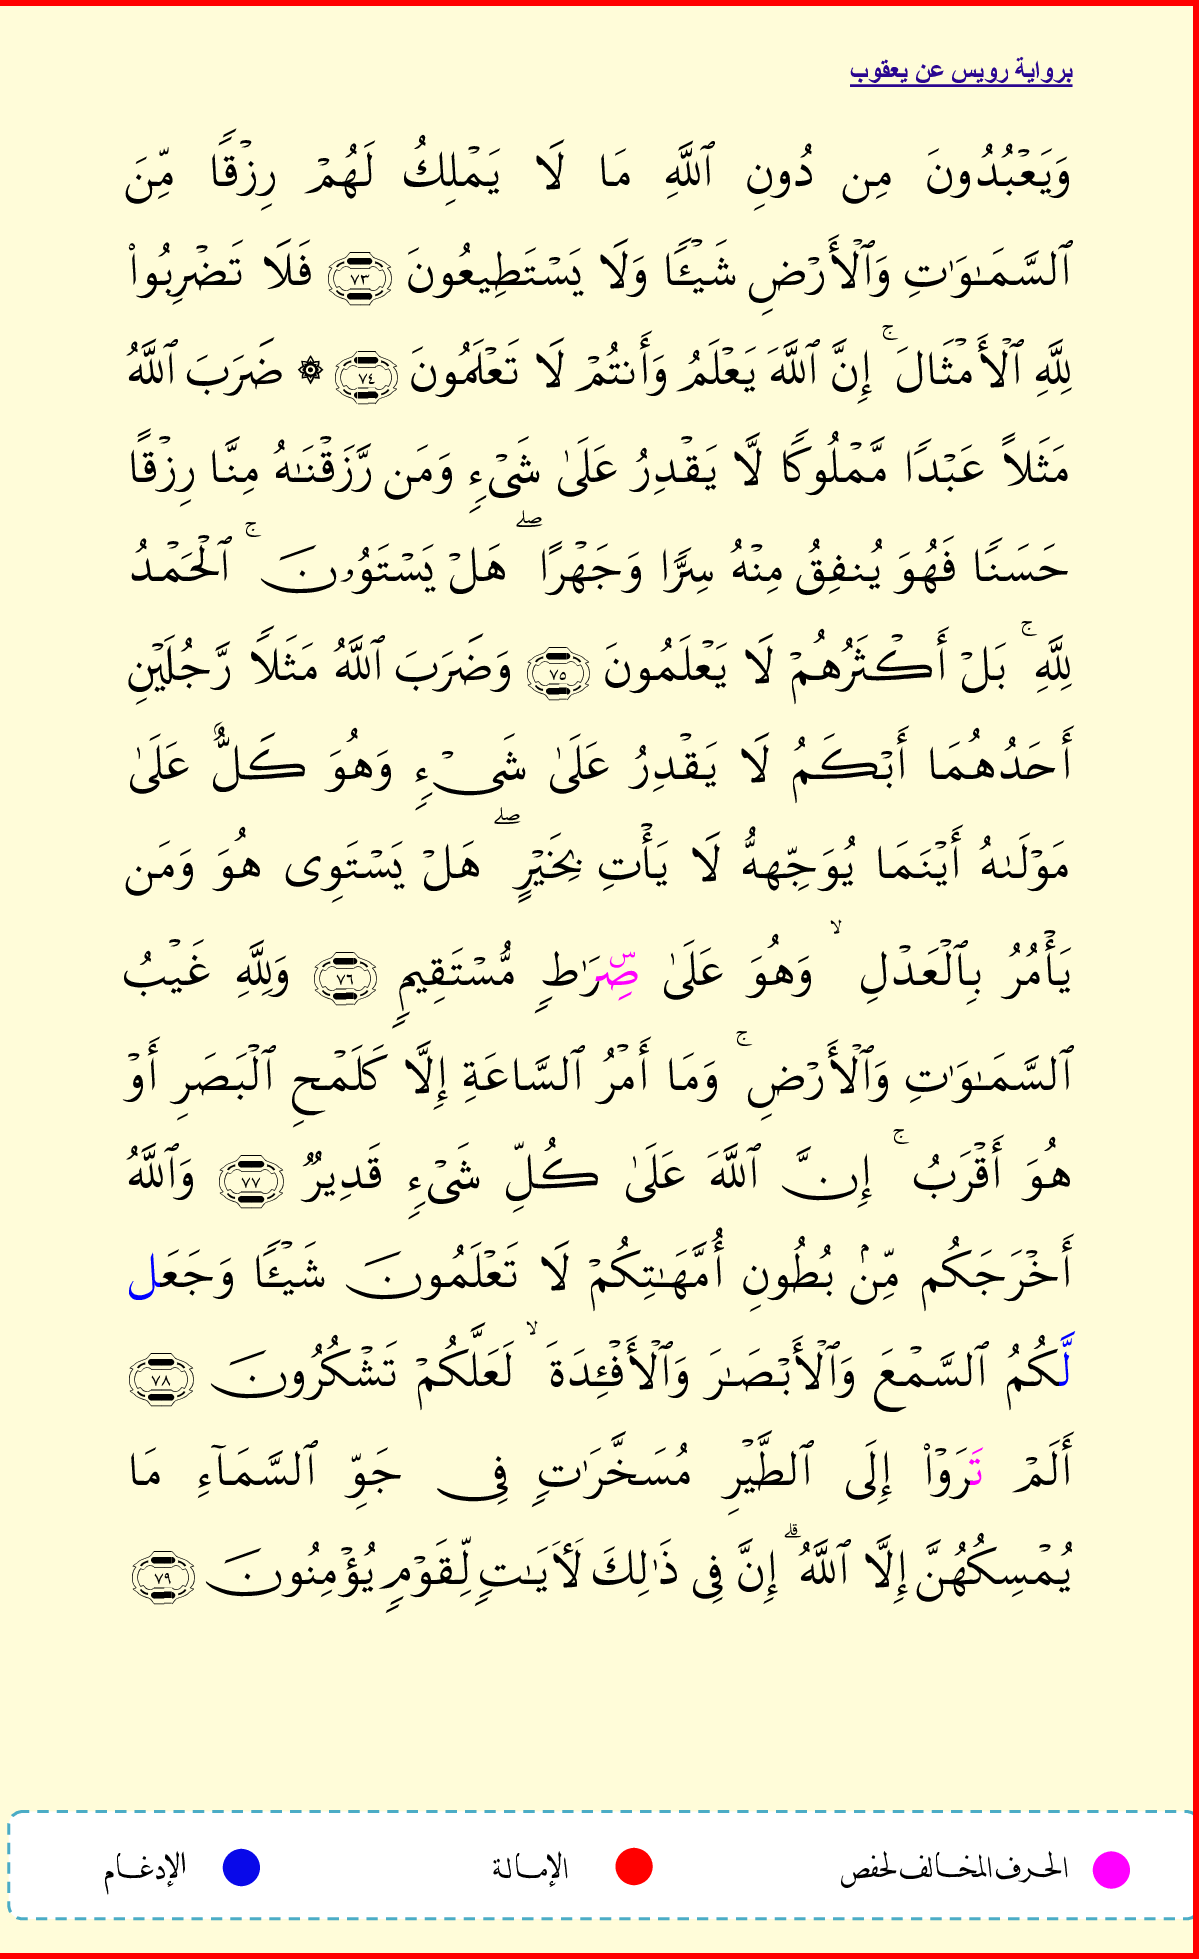 برواية رويس عن يعقوب
وَيَعۡبُدُونَ مِن دُونِ ٱللَّهِ مَا لَا يَمۡلِكُ لَهُمۡ رِزۡقٗا مِّنَ
ٱلسَّمَٰوَٰتِ وَٱلۡأَرۡضِ شَيۡـٔٗا وَلَا يَسۡتَطِيعُونَ ٧٣ فَلَا تَضۡرِبُواْ
لِلَّهِ ٱلۡأَمۡثَالَۚ إِنَّ ٱللَّهَ يَعۡلَمُ وَأَنتُمۡ لَا تَعۡلَمُونَ ٧٤ ۞ ضَرَبَ ٱللَّهُ
مَثَلًا عَبۡدٗا مَّمۡلُوكٗا لَّا يَقۡدِرُ عَلَىٰ شَيۡءٖ وَمَن رَّزَقۡنَٰهُ مِنَّا رِزۡقًا
حَسَنٗا فَهُوَ يُنفِقُ مِنۡهُ سِرّٗا وَجَهۡرًاۖ هَلۡ يَسۡتَوُۥنَۚ ٱلۡحَمۡدُ
لِلَّهِۚ بَلۡ أَكۡثَرُهُمۡ لَا يَعۡلَمُونَ ٧٥ وَضَرَبَ ٱللَّهُ مَثَلٗا رَّجُلَيۡنِ
أَحَدُهُمَا أَبۡكَمُ لَا يَقۡدِرُ عَلَىٰ شَيۡءٖ وَهُوَ كَلٌّ عَلَىٰ
مَوۡلَىٰهُ أَيۡنَمَا يُوَجِّههُّ لَا يَأۡتِ بِخَيۡرٍۖ هَلۡ يَسۡتَوِي هُوَ وَمَن
يَأۡمُرُ بِٱلۡعَدۡلِۙ وَهُوَ عَلَىٰ صِّۜرَٰطٖ مُّسۡتَقِيمٖ ٧٦ وَلِلَّهِ غَيۡبُ
ٱلسَّمَٰوَٰتِ وَٱلۡأَرۡضِۚ وَمَا أَمۡرُ ٱلسَّاعَةِ إِلَّا كَلَمۡحِ ٱلۡبَصَرِ أَوۡ
هُوَ أَقۡرَبُۚ إِنَّ ٱللَّهَ عَلَىٰ كُلِّ شَيۡءٖ قَدِيرٞ ٧٧ وَٱللَّهُ
أَخۡرَجَكُم مِّنۢ بُطُونِ أُمَّهَٰتِكُمۡ لَا تَعۡلَمُونَ شَيۡـٔٗا وَجَعَل
لَّكُمُ ٱلسَّمۡعَ وَٱلۡأَبۡصَٰرَ وَٱلۡأَفۡـِٔدَةَۙ لَعَلَّكُمۡ تَشۡكُرُونَ ٧٨
أَلَمۡ تَرَوۡاْ إِلَى ٱلطَّيۡرِ مُسَخَّرَٰتٖ فِي جَوِّ ٱلسَّمَآءِ مَا
يُمۡسِكُهُنَّ إِلَّا ٱللَّهُۗ إِنَّ فِي ذَٰلِكَ لَأٓيَٰتٖ لِّقَوۡمٖ يُؤۡمِنُونَ ٧٩
الحرف المخالف لحفص الإمالة الإدغام